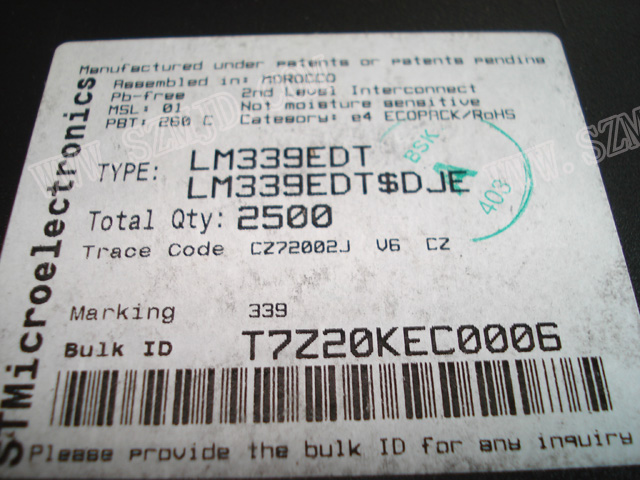 Manufactured under patents or patents pending
Assembled in: MOROCCO
Pb-free 2nd Level Interconnect
MSL: 01 Not moisture sensitive
PBT: 260 C Category: e4 ECOPACK/RoHS
TYPE: LM339EDT
LM339EDT$DJE
BSK
A
403
Total Qty: 2500
Trace Code CZ72002J V6 CZ
Marking 339
Bulk ID T7Z20KEC0006
Please provide the bulk ID for any inquiry
STMicroelectronics